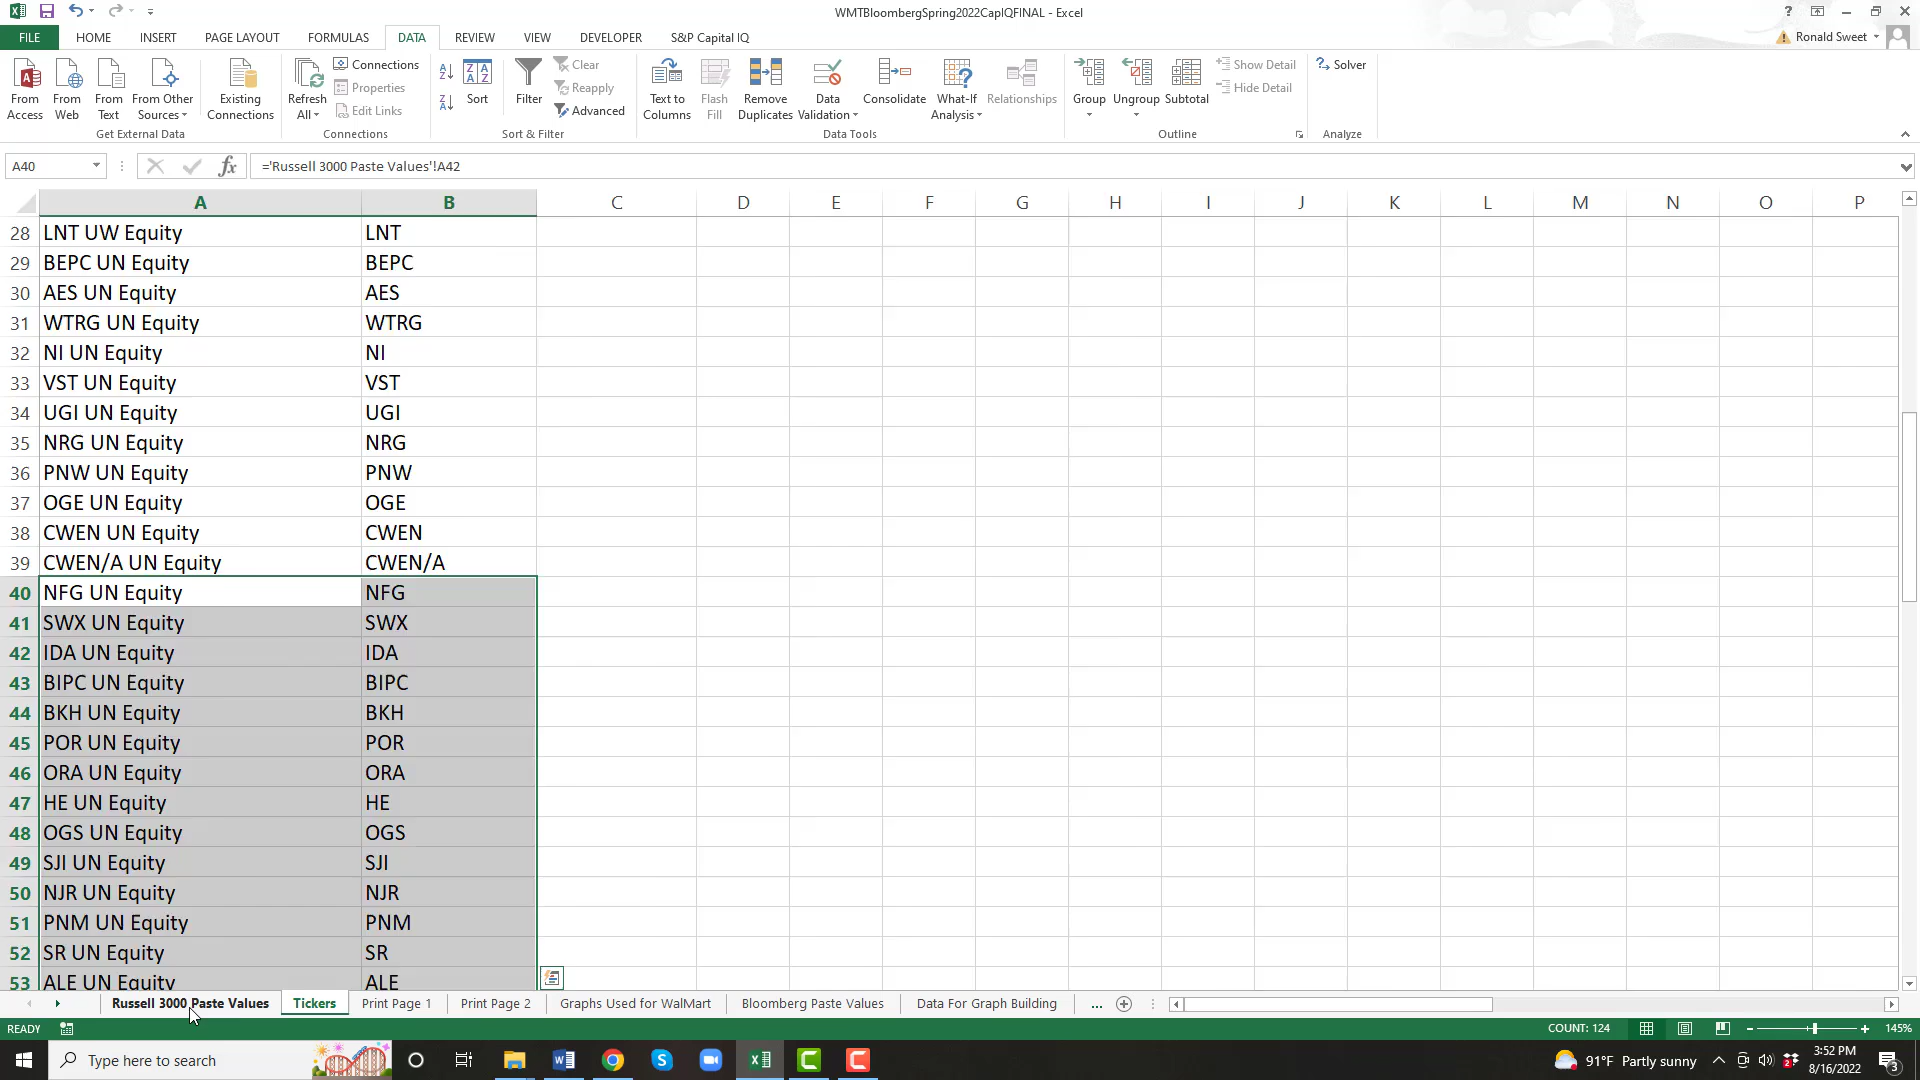 WMTBloombergSpring2022CapIQFINAL - Excel
FILE HOME INSERT PAGE LAYOUT FORMULAS DATA REVIEW VIEW DEVELOPER S&P Capital IQ Ronald Sweet
From Access From Web From Text From Other Sources Existing Connections Refresh All Connections Properties Edit Links Sort Filter Clear Reapply Advanced Text to Columns Flash Fill Remove Duplicates Data Validation Consolidate What-If Analysis Relationships Group Ungroup Subtotal Show Detail Hide Detail Solver
Get External Data Connections Sort & Filter Data Tools Outline Analyze
A40 fx ='Russell 3000 Paste Values'!A42
A B C D E F G H I J K L M N O P
28 LNT UW Equity LNT
29 BEPC UN Equity BEPC
30 AES UN Equity AES
31 WTRG UN Equity WTRG
32 NI UN Equity NI
33 VST UN Equity VST
34 UGI UN Equity UGI
35 NRG UN Equity NRG
36 PNW UN Equity PNW
37 OGE UN Equity OGE
38 CWEN UN Equity CWEN
39 CWEN/A UN Equity CWEN/A
40 NFG UN Equity NFG
41 SWX UN Equity SWX
42 IDA UN Equity IDA
43 BIPC UN Equity BIPC
44 BKH UN Equity BKH
45 POR UN Equity POR
46 ORA UN Equity ORA
47 HE UN Equity HE
48 OGS UN Equity OGS
49 SJI UN Equity SJI
50 NJR UN Equity NJR
51 PNM UN Equity PNM
52 SR UN Equity SR
53 ALE UN Equity ALE
Russell 3000 Paste Values Tickers Print Page 1 Print Page 2 Graphs Used for WalMart Bloomberg Paste Values Data For Graph Building ...
READY COUNT: 124 145%
Type here to search 91°F Partly sunny 3:52 PM
8/16/2022 3